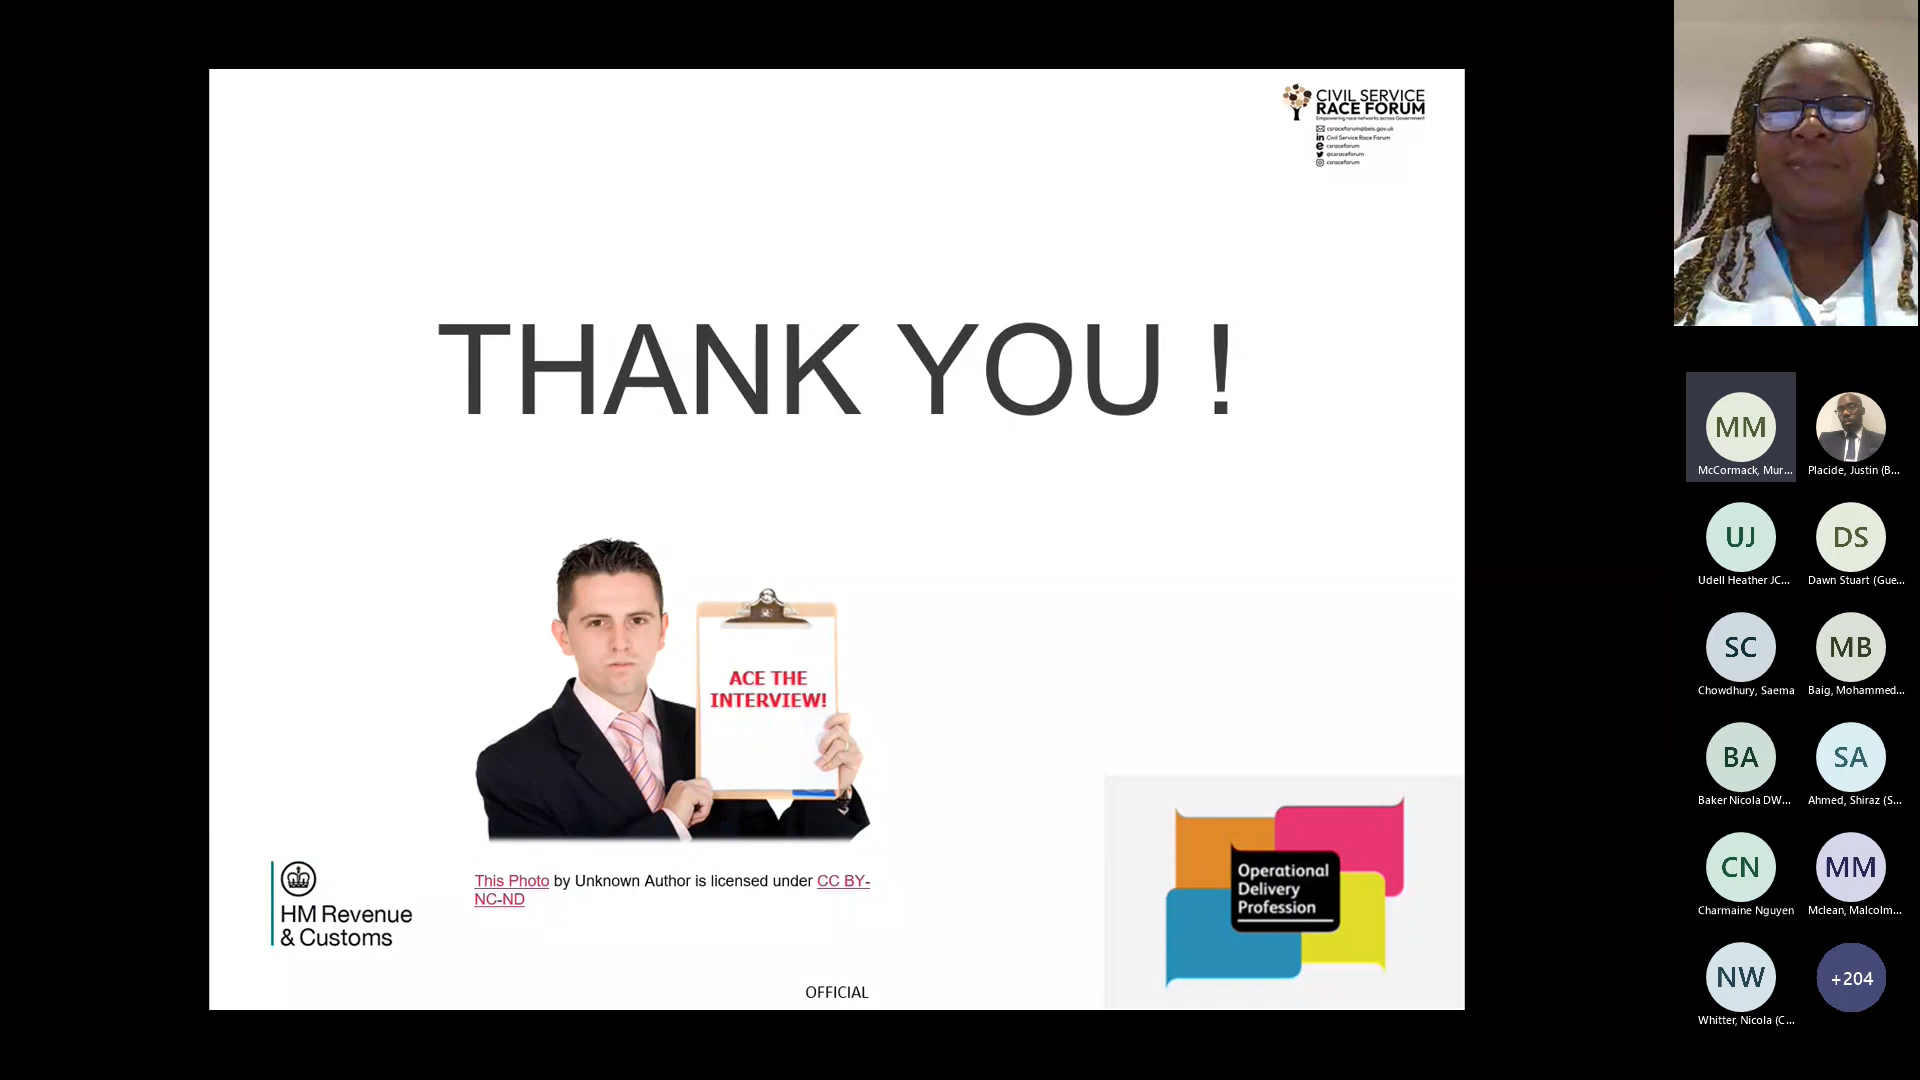 CIVIL SERVICE
RACE FORUM
Empowering race networks across Government
csraceforum@beis.gov.uk
Civil Service Race Forum
csraceforum
@csraceforum
csraceforum
THANK YOU !
ACE THE
INTERVIEW!
This Photo by Unknown Author is licensed under CC BY-
NC-ND
HM Revenue
& Customs
Operational
Delivery
Profession
OFFICIAL
MM
McCormack, Mur...
Placide, Justin (B...
UJ
Udell Heather JC...
DS
Dawn Stuart (Gue...
SC
Chowdhury, Saema
MB
Baig, Mohammed...
BA
Baker Nicola DW...
SA
Ahmed, Shiraz (S...
CN
Charmaine Nguyen
MM
Mclean, Malcolm...
NW
Whitter, Nicola (C...
+204